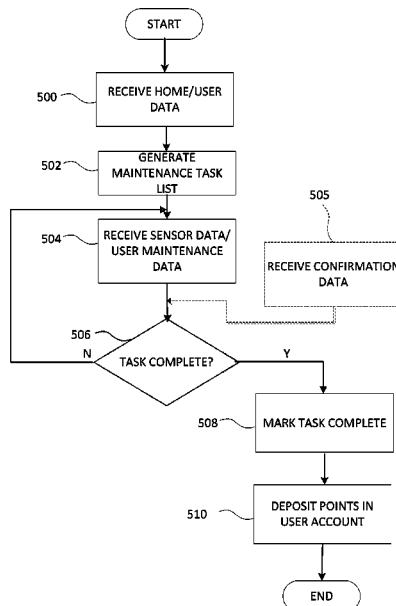 START
500
RECEIVE HOME/USER
DATA
502
GENERATE
MAINTENANCE TASK
LIST
505
504
RECEIVE SENSOR DATA/
USER MAINTENANCE
DATA
RECEIVE CONFIRMATION
DATA
506
N
TASK COMPLETE?
Y
508
MARK TASK COMPLETE
510
DEPOSIT POINTS IN
USER ACCOUNT
END